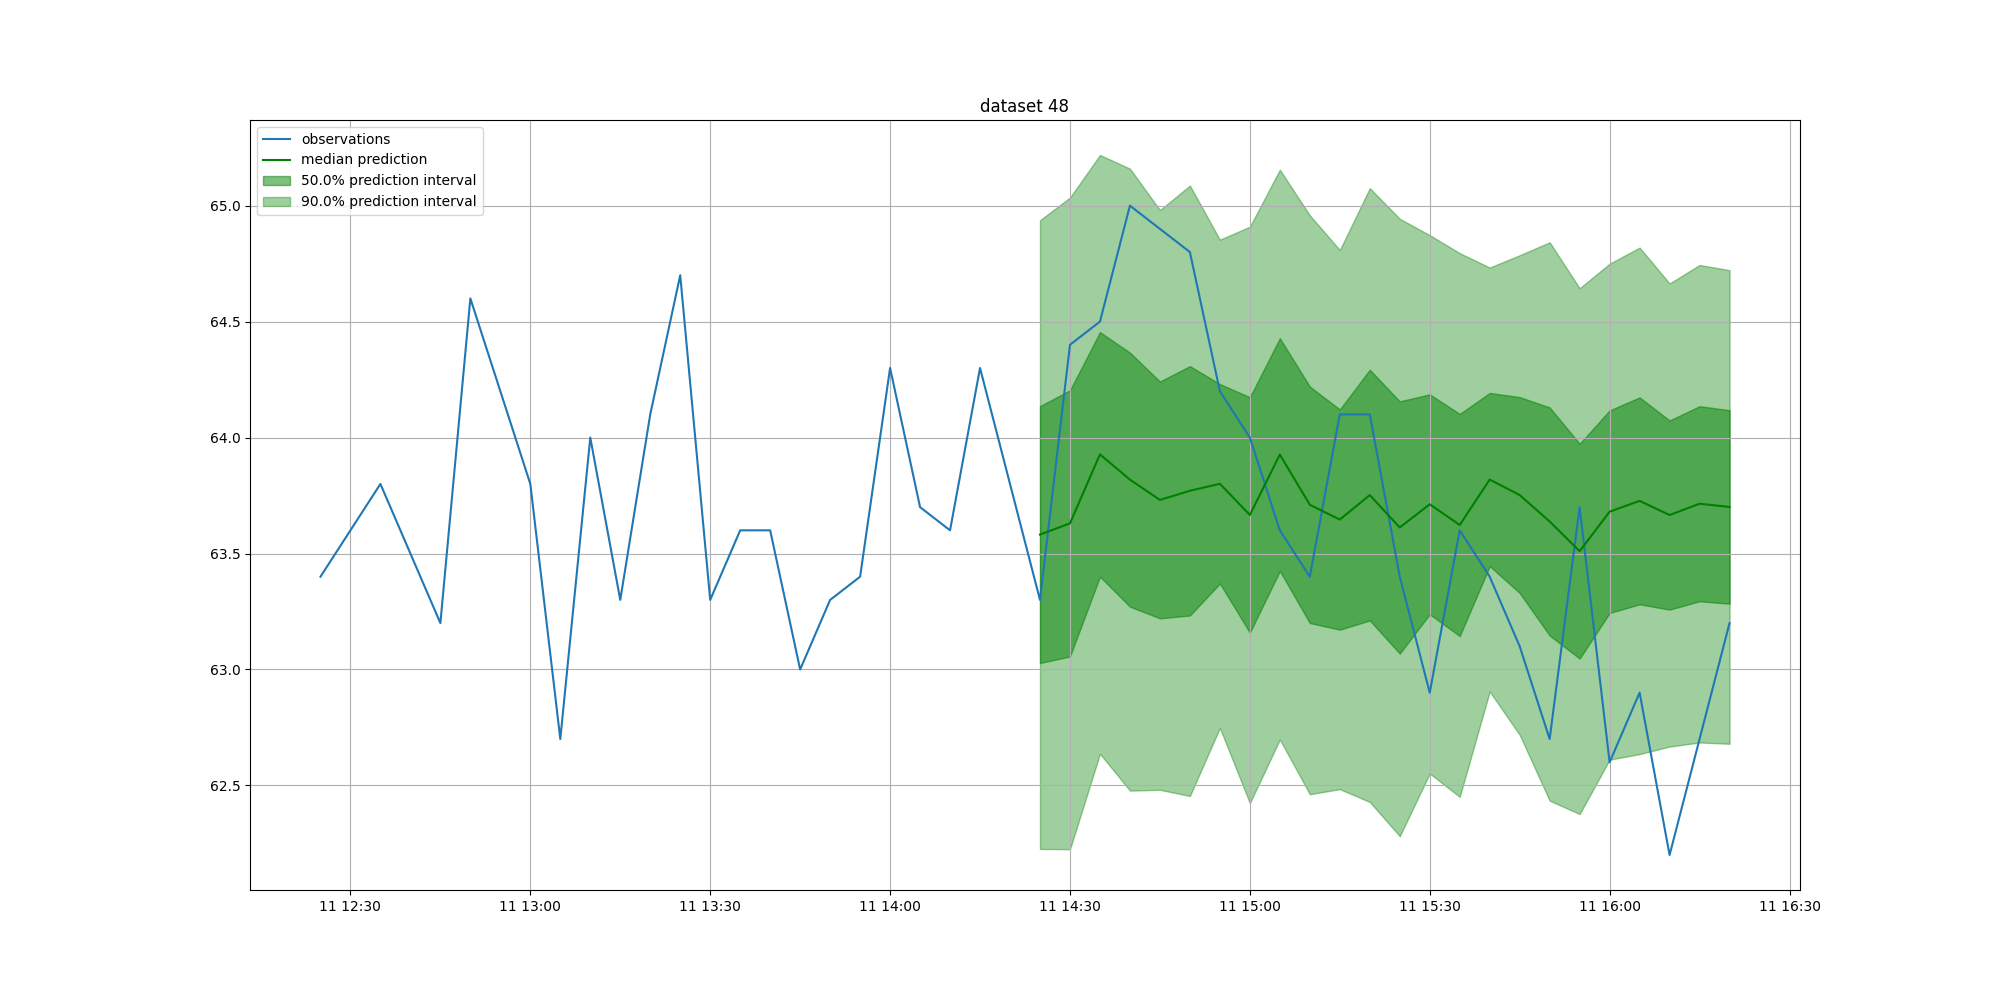 dataset 48
observations
median prediction
50.0% prediction interval
90.0% prediction interval
65.0
64.5
64.0
63.5
63.0
62.5
11 12:30 11 13:00 11 13:30 11 14:00 11 14:30 11 15:00 11 15:30 11 16:00 11 16:30